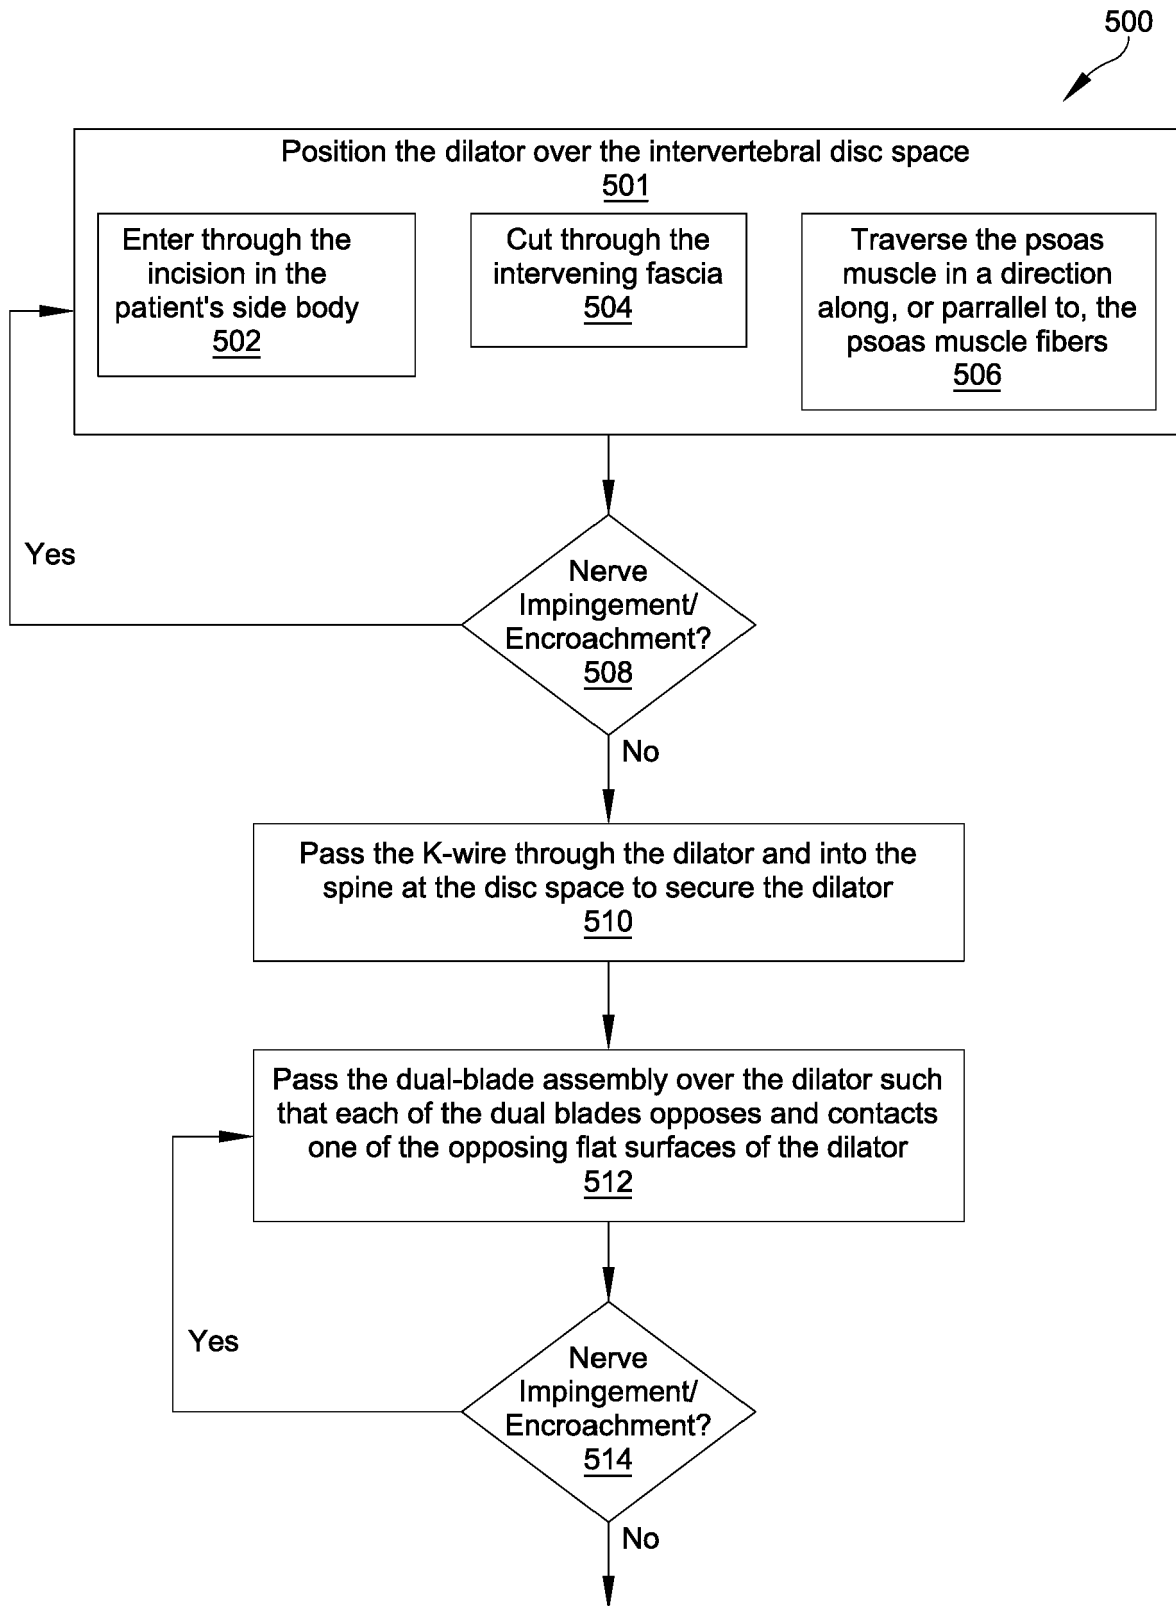 500
Position the dilator over the intervertebral disc space
501
Enter through the
incision in the
patient's side body
502
Cut through the
intervening fascia
504
Traverse the psoas
muscle in a direction
along, or parrallel to, the
psoas muscle fibers
506
Yes
Nerve
Impingement/
Encroachment?
508
No
Pass the K-wire through the dilator and into the
spine at the disc space to secure the dilator
510
Pass the dual-blade assembly over the dilator such
that each of the dual blades opposes and contacts
one of the opposing flat surfaces of the dilator
512
Yes
Nerve
Impingement/
Encroachment?
514
No